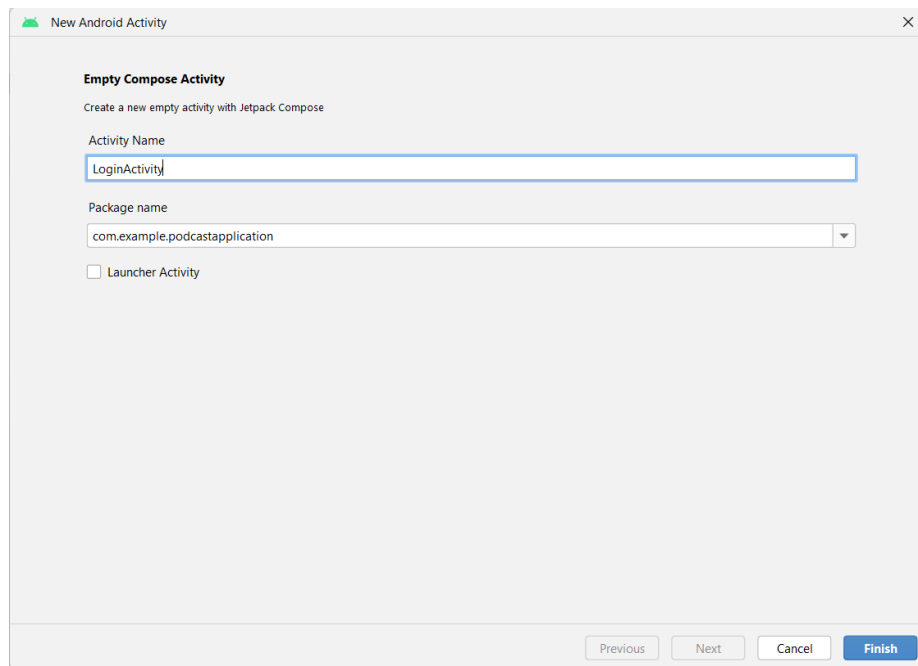 New Android Activity
Empty Compose Activity
Create a new empty activity with Jetpack Compose
Activity Name
LoginActivity
Package name
com.example.podcastapplication
Launcher Activity
Previous Next Cancel Finish